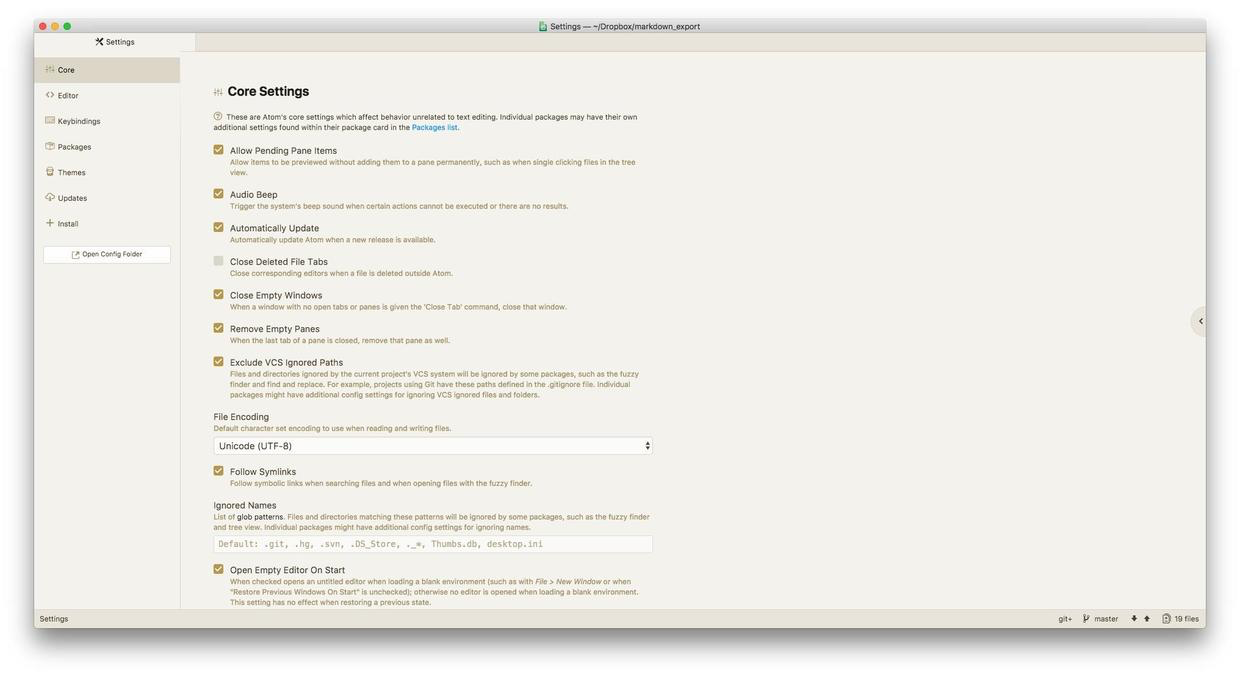 Settings — ~/Dropbox/markdown_export
Settings
Core
Editor
Keybindings
Packages
Themes
Updates
Install
Open Config Folder
Core Settings
These are Atom's core settings which affect behavior unrelated to text editing. Individual packages may have their own
additional settings found within their package card in the Packages list.
Allow Pending Pane Items
Allow items to be previewed without adding them to a pane permanently, such as when single clicking files in the tree
view.
Audio Beep
Trigger the system's beep sound when certain actions cannot be executed or there are no results.
Automatically Update
Automatically update Atom when a new release is available.
Close Deleted File Tabs
Close corresponding editors when a file is deleted outside Atom.
Close Empty Windows
When a window with no open tabs or panes is given the 'Close Tab' command, close that window.
Remove Empty Panes
When the last tab of a pane is closed, remove that pane as well.
Exclude VCS Ignored Paths
Files and directories ignored by the current project's VCS system will be ignored by some packages, such as the fuzzy
finder and find and replace. For example, projects using Git have these paths defined in the .gitignore file. Individual
packages might have additional config settings for ignoring VCS ignored files and folders.
File Encoding
Default character set encoding to use when reading and writing files.
Unicode (UTF-8)
Follow Symlinks
Follow symbolic links when searching files and when opening files with the fuzzy finder.
Ignored Names
List of glob patterns. Files and directories matching these patterns will be ignored by some packages, such as the fuzzy finder
and tree view. Individual packages might have additional config settings for ignoring names.
Default: .git, .hg, .svn, .DS_Store, ._*, Thumbs.db, desktop.ini
Open Empty Editor On Start
When checked opens an untitled editor when loading a blank environment (such as with File > New Window or when
"Restore Previous Windows On Start" is unchecked); otherwise no editor is opened when loading a blank environment.
This setting has no effect when restoring a previous state.
Settings
git+ master 19 files